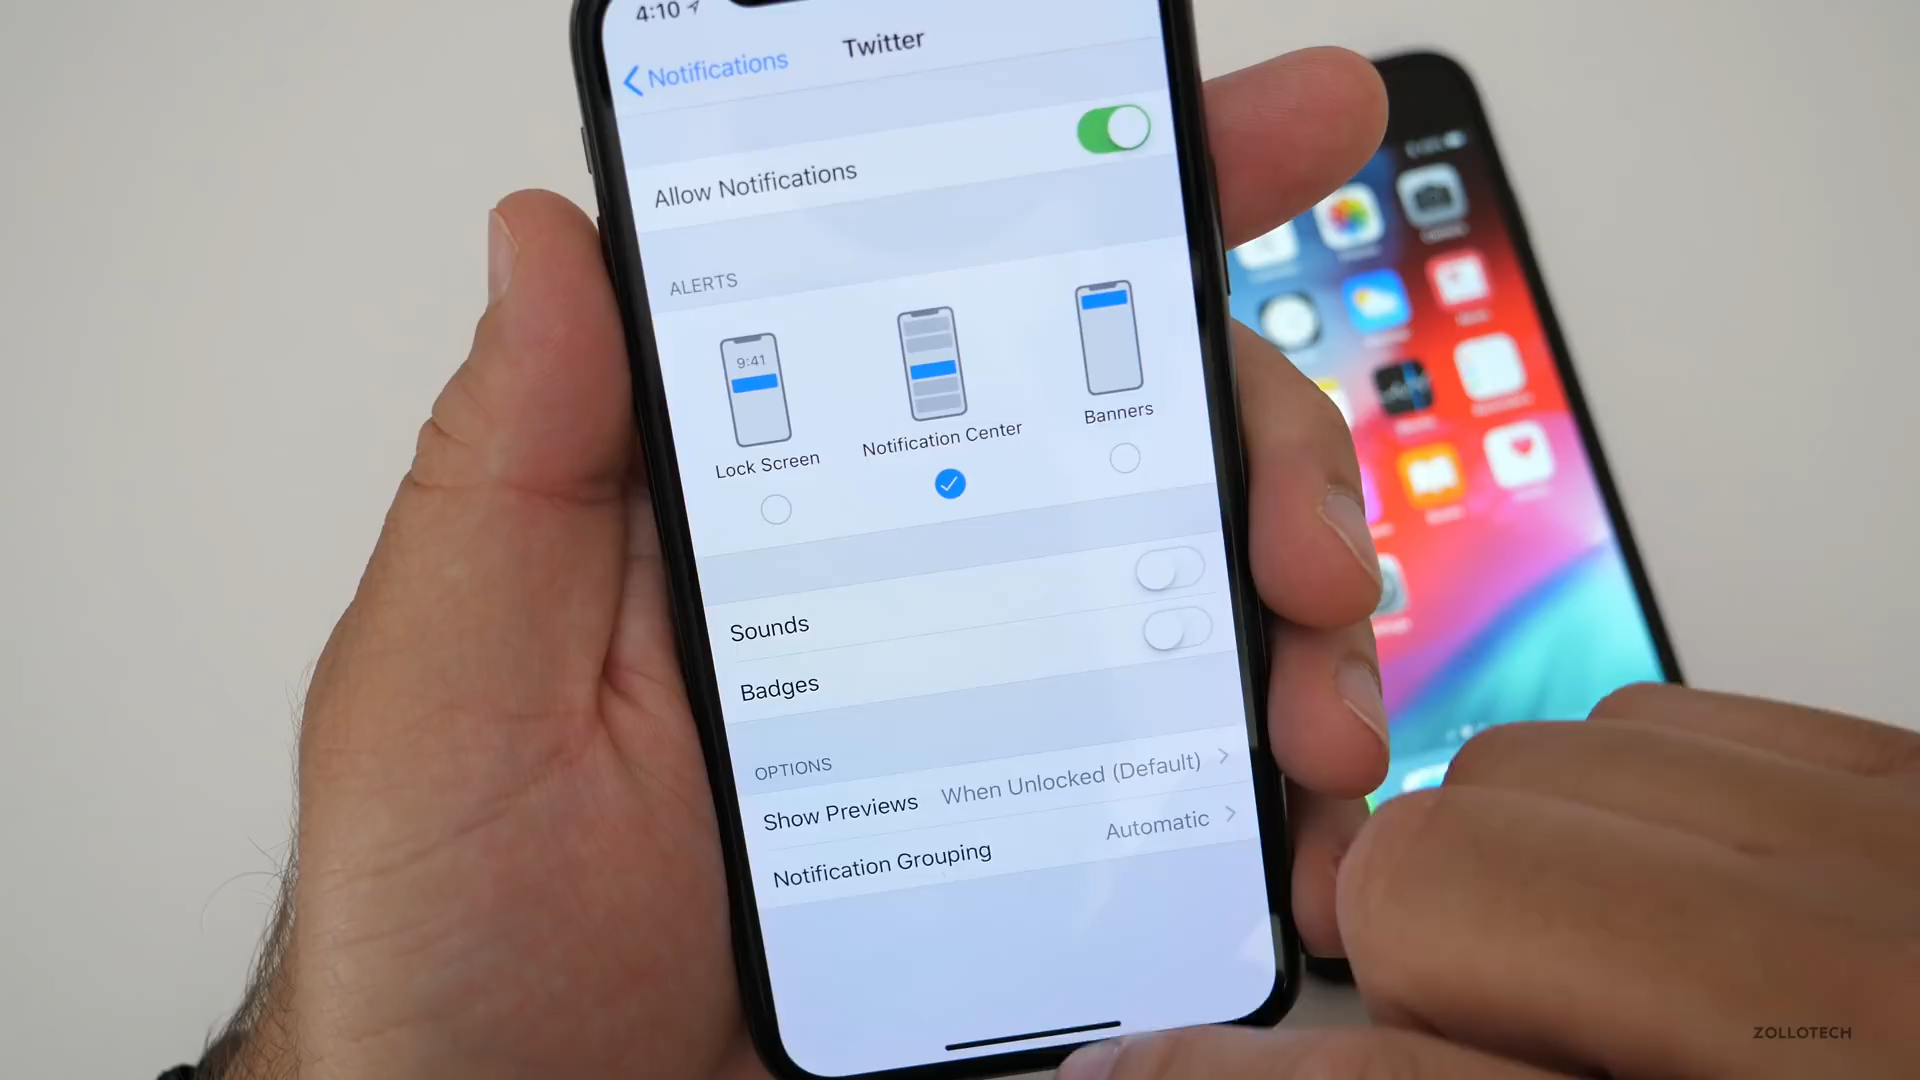 4:10
Notifications
Twitter
Allow Notifications
ALERTS
9:41
Lock Screen
Notification Center
Banners
Sounds
Badges
OPTIONS
Show Previews
When Unlocked (Default)
Notification Grouping
Automatic
ZOLLOTECH